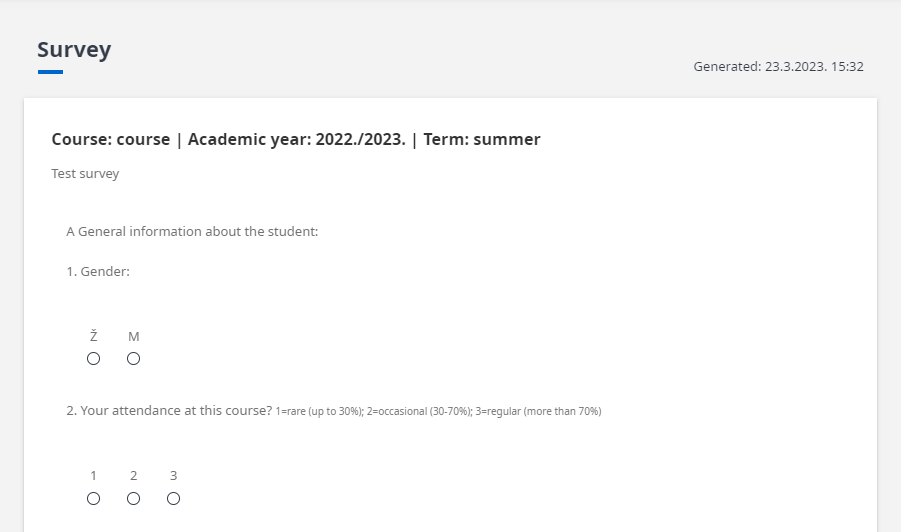 Survey
Generated: 23.3.2023. 15:32
Course: course | Academic year: 2022./2023. | Term: summer
Test survey
A General information about the student:
1. Gender:
Ž M
2. Your attendance at this course? 1=rare (up to 30%); 2=occasional (30-70%); 3=regular (more than 70%)
1 2 3